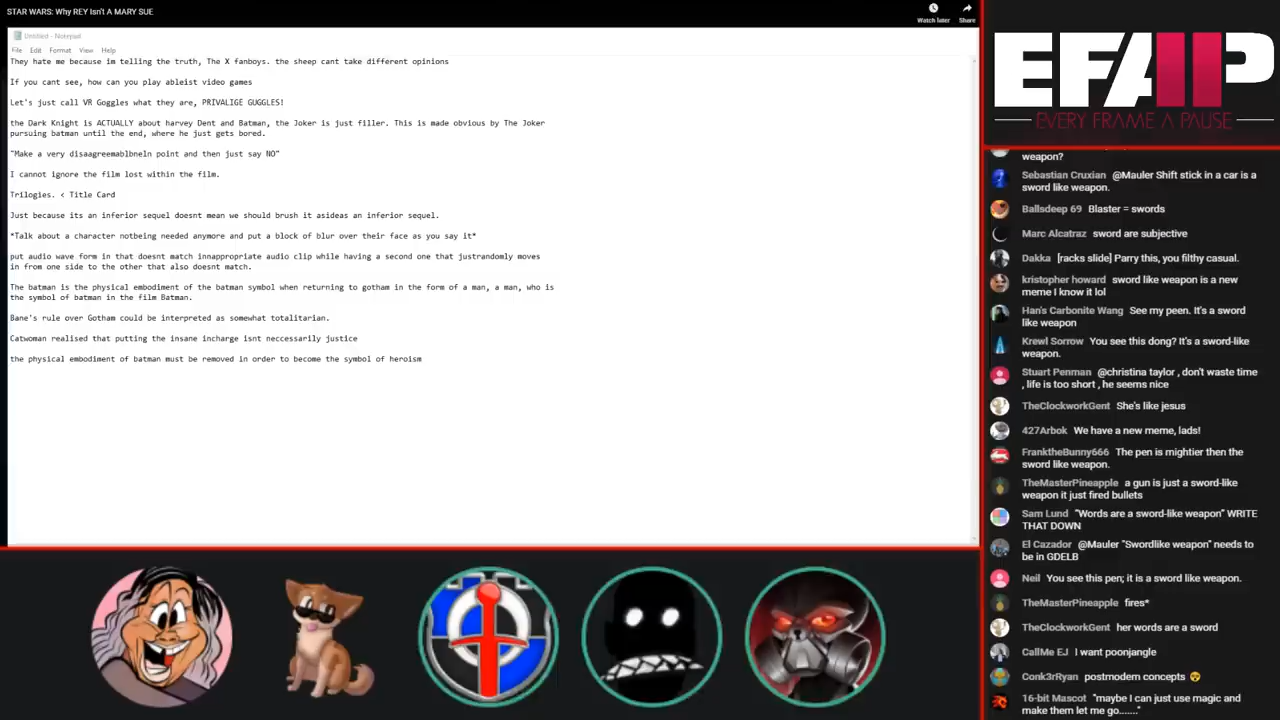 STAR WARS: Why REY Isn't A MARY SUE
Watch later
Share
Untitled - Notepad
File Edit Format View Help
They hate me because im telling the truth, The X fanboys. the sheep cant take different opinions
If you cant see, how can you play ableist video games
Let's just call VR Goggles what they are, PRIVALIGE GUGGLES!
the Dark Knight is ACTUALLY about harvey Dent and Batman, the Joker is just filler. This is made obvious by The Joker
pursuing batman until the end, where he just gets bored.
"Make a very disaagreemablbneln point and then just say NO"
I cannot ignore the film lost within the film.
Trilogies. < Title Card
Just because its an inferior sequel doesnt mean we should brush it asideas an inferior sequel.
*Talk about a character notbeing needed anymore and put a block of blur over their face as you say it*
put audio wave form in that doesnt match innappropriate audio clip while having a second one that justrandomly moves
in from one side to the other that also doesnt match.
The batman is the physical embodiment of the batman symbol when returning to gotham in the form of a man, a man, who is
the symbol of batman in the film Batman.
Bane's rule over Gotham could be interpreted as somewhat totalitarian.
Catwoman realised that putting the insane incharge isnt neccessarily justice
the physical embodiment of batman must be removed in order to become the symbol of heroism
EFAP
EVERY FRAME A PAUSE
weapon?
Sebastian Cruxian @Mauler Shift stick in a car is a
sword like weapon.
Ballsdeep 69 Blaster = swords
Marc Alcatraz sword are subjective
Dakka [racks slide] Parry this, you filthy casual.
kristopher howard sword like weapon is a new
meme I know it lol
Han's Carbonite Wang See my peen. It's a sword
like weapon
Krewl Sorrow You see this dong? It's a sword-like
weapon.
Stuart Penman @christina taylor , don't waste time
, life is too short , he seems nice
TheClockworkGent She's like jesus
427Arbok We have a new meme, lads!
FranktheBunny666 The pen is mightier then the
sword like weapon.
TheMasterPineapple a gun is just a sword-like
weapon it just fired bullets
Sam Lund "Words are a sword-like weapon" WRITE
THAT DOWN
El Cazador @Mauler "Swordlike weapon" needs to
be in GDELB
Neil You see this pen; it is a sword like weapon.
TheMasterPineapple fires*
TheClockworkGent her words are a sword
CallMe EJ I want poonjangle
Conk3rRyan postmodern concepts 😯
16-bit Mascot "maybe I can just use magic and
make them let me go......."